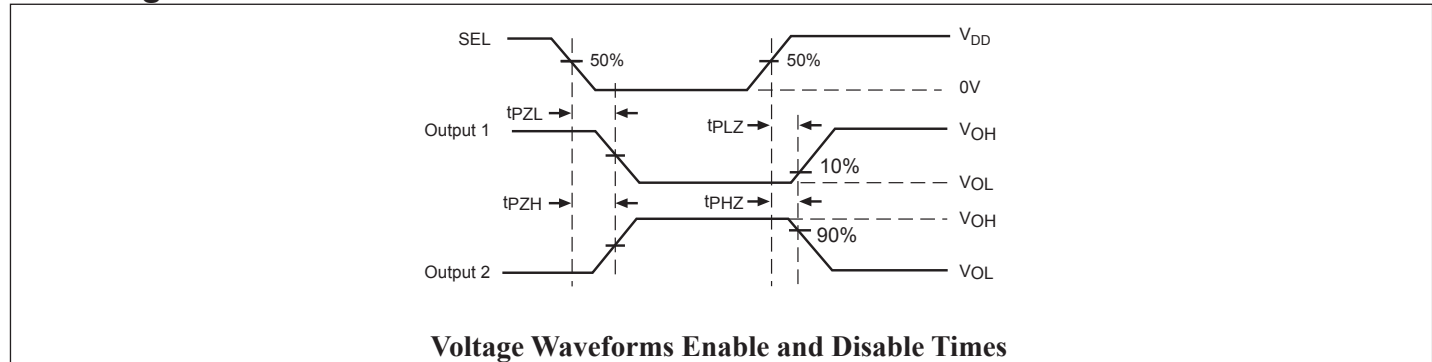 SEL
50%
50%
VDD
0V
tPZL
tPLZ
Output 1
VOH
10%
VOL
tPZH
tPHZ
VOH
90%
Output 2
VOL
Voltage Waveforms Enable and Disable Times